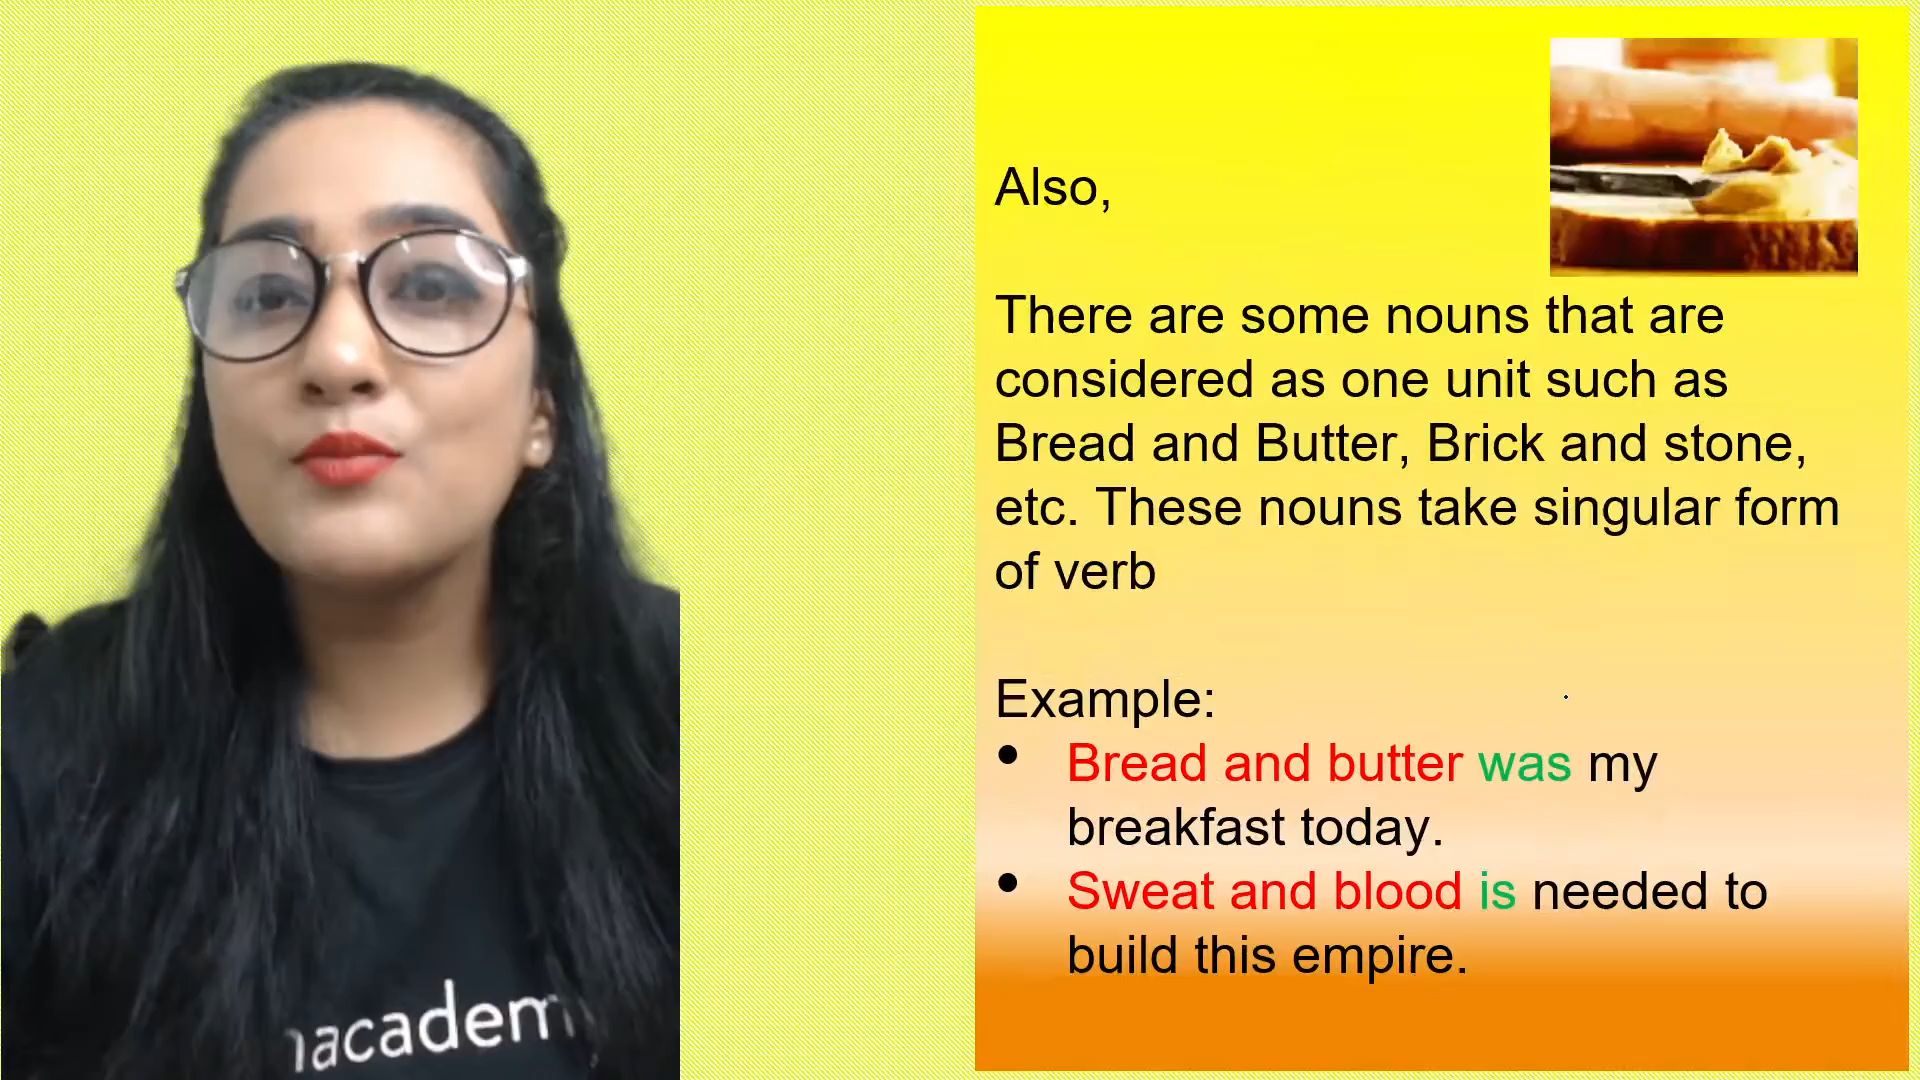 Also,
There are some nouns that are
considered as one unit such as
Bread and Butter, Brick and stone,
etc. These nouns take singular form
of verb
Example:
• Bread and butter was my
breakfast today.
• Sweat and blood is needed to
build this empire.